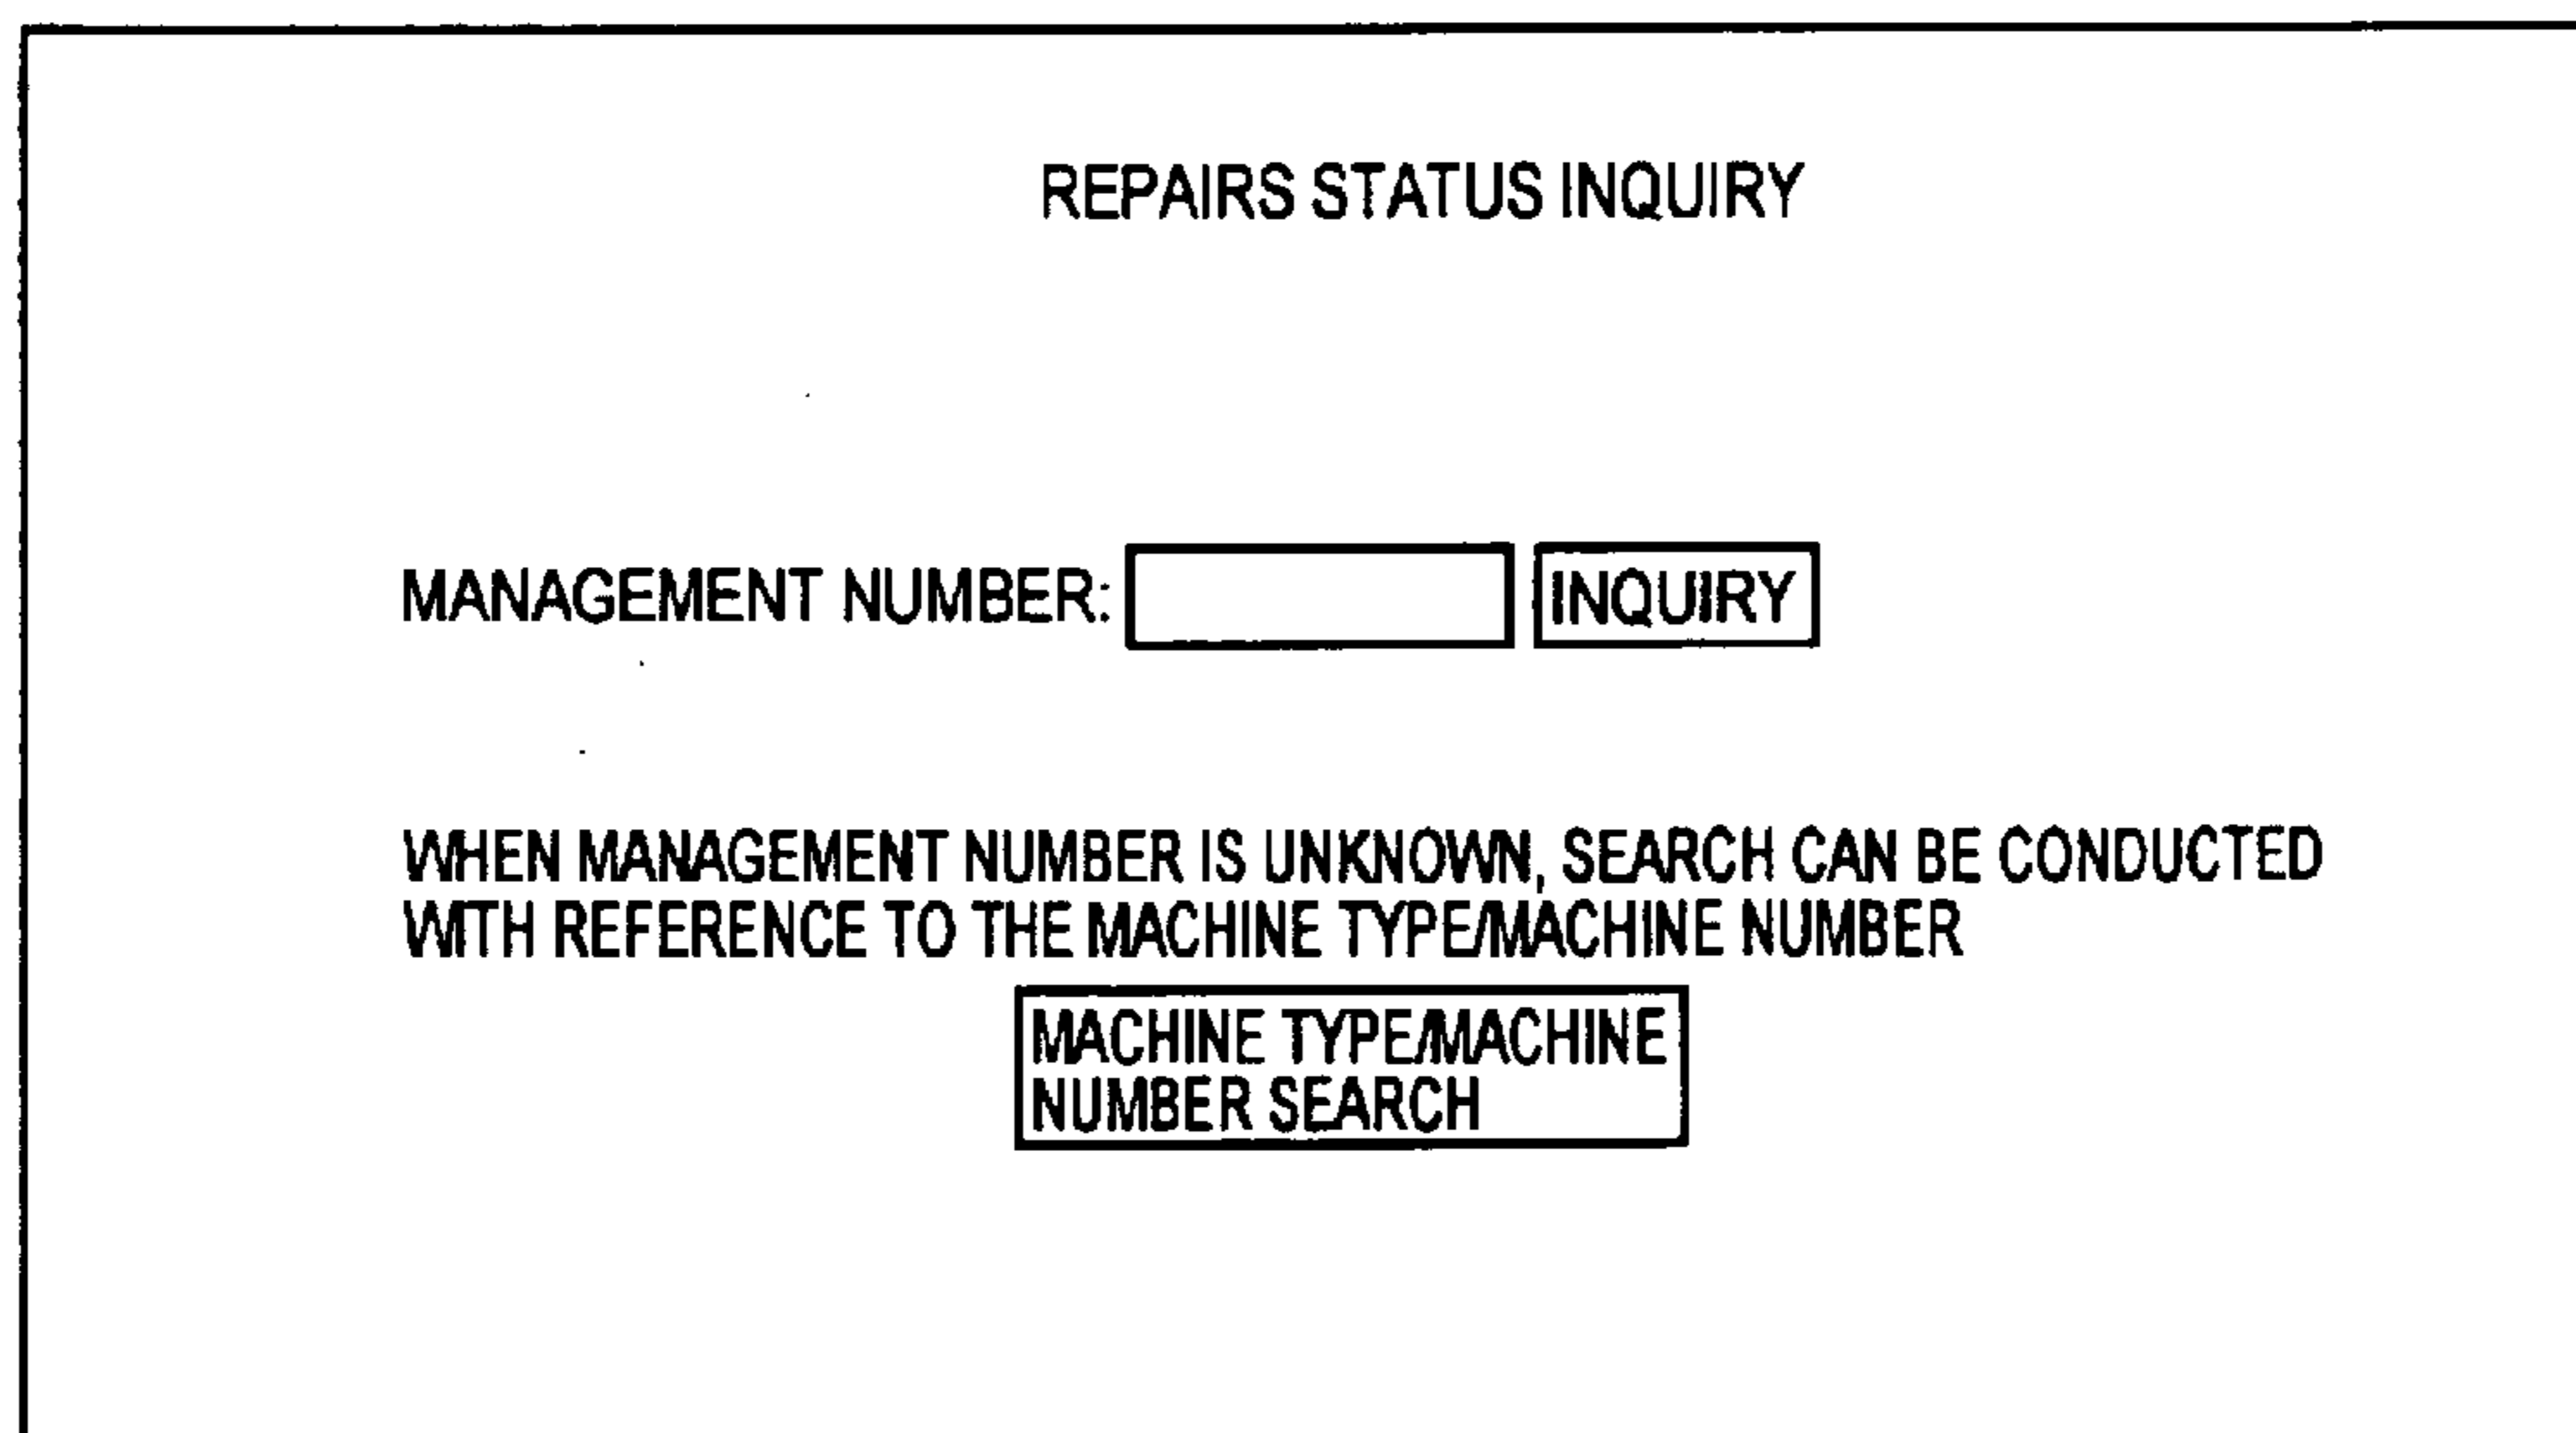 REPAIRS STATUS INQUIRY
MANAGEMENT NUMBER: INQUIRY
WHEN MANAGEMENT NUMBER IS UNKNOWN, SEARCH CAN BE CONDUCTED
WITH REFERENCE TO THE MACHINE TYPE/MACHINE NUMBER
MACHINE TYPE/MACHINE
NUMBER SEARCH